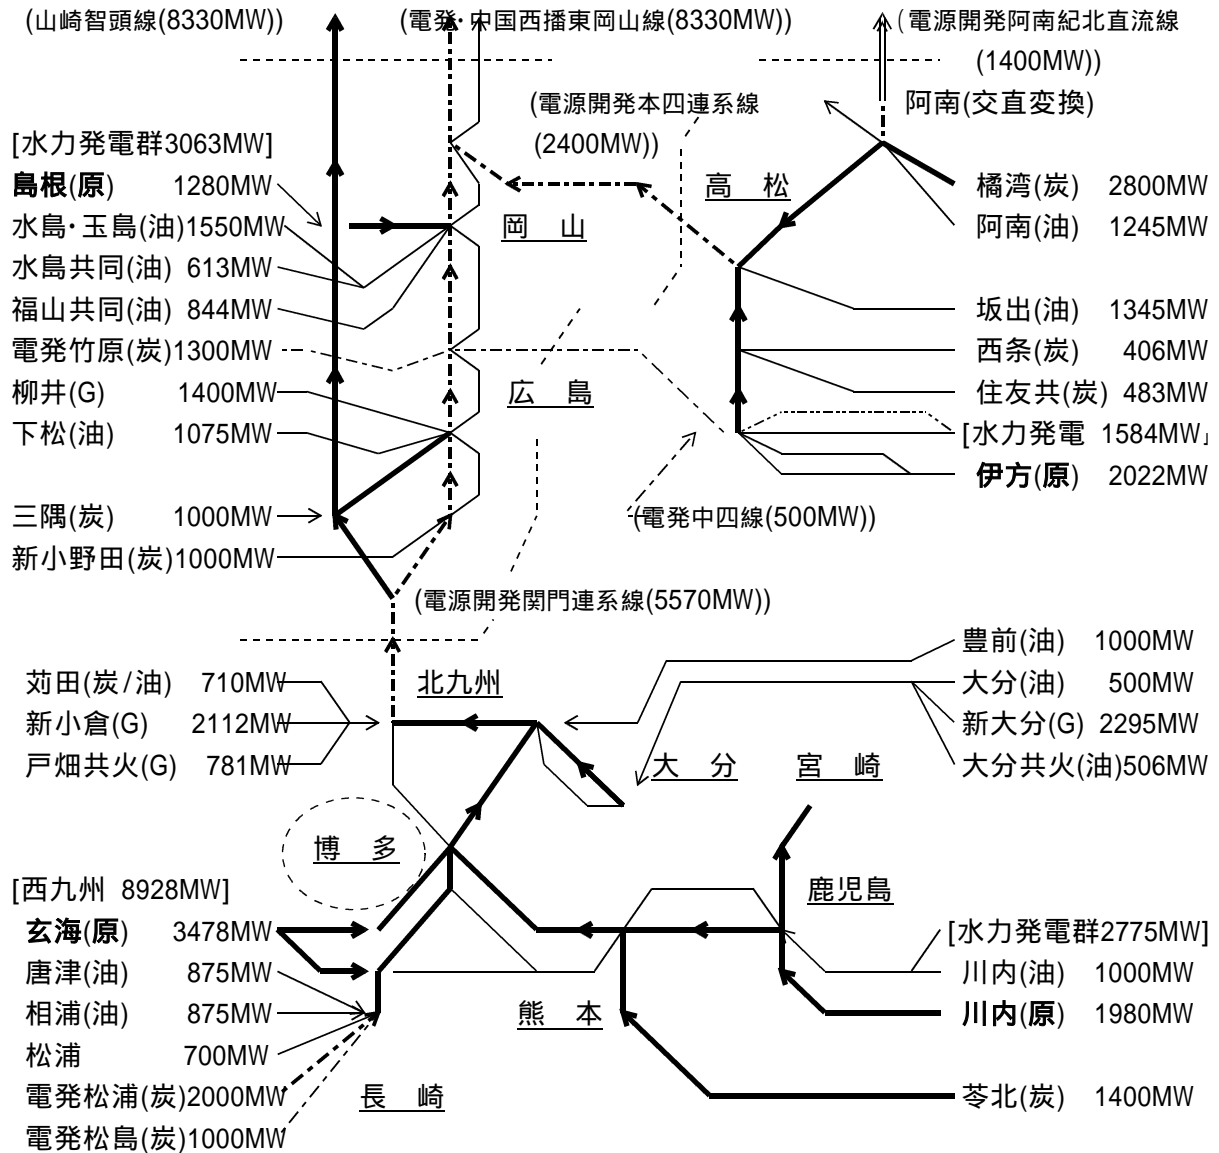 (山崎智頭線(8330MW))
(電発・中国西播東岡山線(8330MW))
(電源開発阿南紀北直流線
(1400MW))
(電源開発本四連系線
(2400MW))
阿南(交直変換)
[水力発電群3063MW]
島根(原) 1280MW
水島・玉島(油)1550MW
水島共同(油) 613MW
福山共同(油) 844MW
電発竹原(炭)1300MW
柳井(G) 1400MW
下松(油) 1075MW
三隅(炭) 1000MW
新小野田(炭)1000MW
岡 山
広 島
高 松
橘湾(炭) 2800MW
阿南(油) 1245MW
坂出(油) 1345MW
西条(炭) 406MW
住友共(炭) 483MW
[水力発電 1584MW」
伊方(原) 2022MW
(電発中四線(500MW))
(電源開発関門連系線(5570MW))
苅田(炭/油) 710MW
新小倉(G) 2112MW
戸畑共火(G) 781MW
北九州
豊前(油) 1000MW
大分(油) 500MW
新大分(G) 2295MW
大分共火(油)506MW
大 分
宮 崎
博 多
[西九州 8928MW]
玄海(原) 3478MW
唐津(油) 875MW
相浦(油) 875MW
松浦 700MW
電発松浦(炭)2000MW
電発松島(炭)1000MW
長 崎
熊 本
鹿児島
[水力発電群2775MW]
川内(油) 1000MW
川内(原) 1980MW
苓北(炭) 1400MW